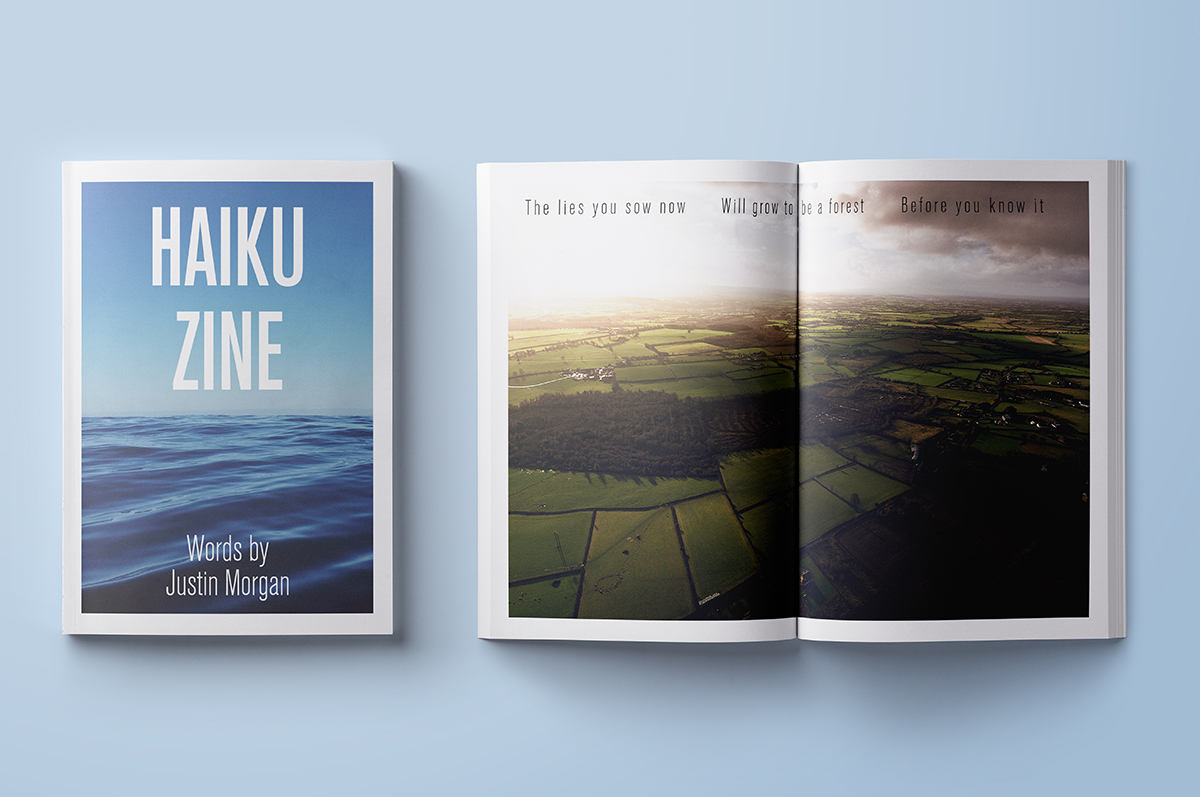 HAIKU
ZINE
Words by
Justin Morgan
The lies you sow now Will grow to be a forest Before you know it